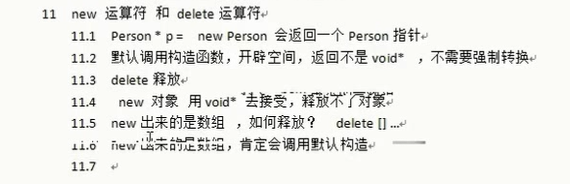 11 new 运算符 和 delete 运算符
11.1 Person * p = new Person 会返回一个 Person 指针
11.2 默认调用构造函数，开辟空间，返回不是 void* ，不需要强制转换
11.3 delete 释放
11.4 new 对象 用 void* 去接受，释放不了对象
11.5 new 出来的是数组 ，如何释放？ delete [] ...
11.6 new 出来的是数组，肯定会调用默认构造
11.7